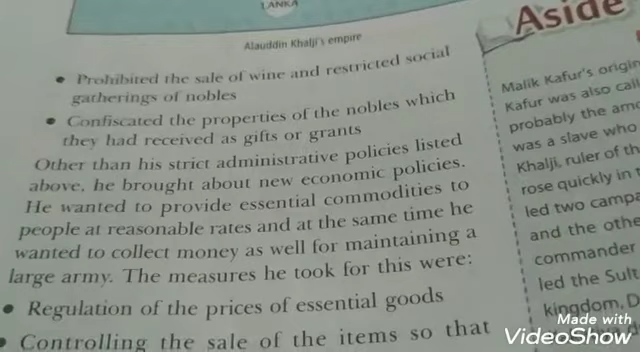 LANKA
Alauddin Khalji's empire
• Prohibited the sale of wine and restricted social
gatherings of nobles
• Confiscated the properties of the nobles which
they had received as gifts or grants
Other than his strict administrative policies listed
above, he brought about new economic policies.
He wanted to provide essential commodities to
people at reasonable rates and at the same time he
wanted to collect money as well for maintaining a
large army. The measures he took for this were:
• Regulation of the prices of essential goods
• Controlling the sale of the items so that
Aside
Malik Kafur's origin
Kafur was also call
probably the am
was a slave who
Khalji, ruler of th
rose quickly in t
led two campa
and the othe
commander
led the Sult
kingdom, D
Made with
VideoShow